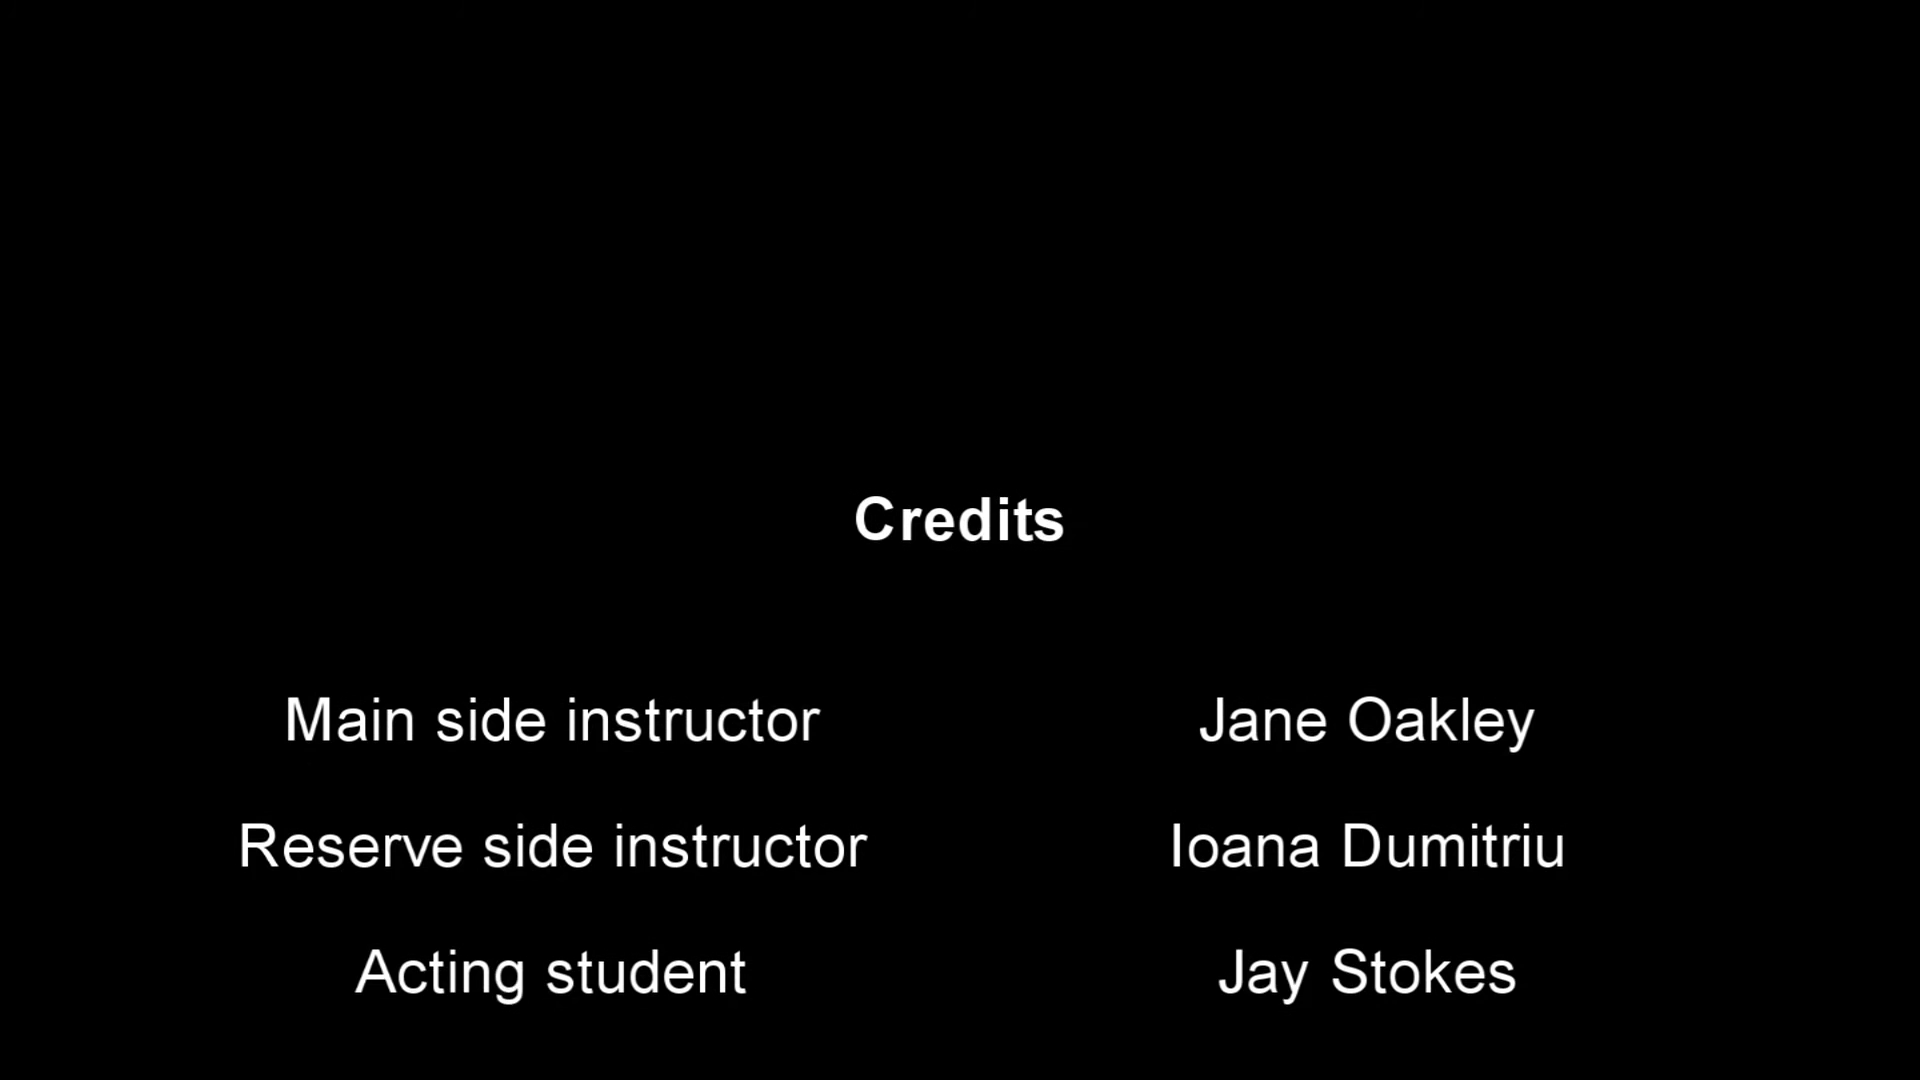 Credits
Main side instructor Jane Oakley
Reserve side instructor Ioana Dumitriu
Acting student Jay Stokes